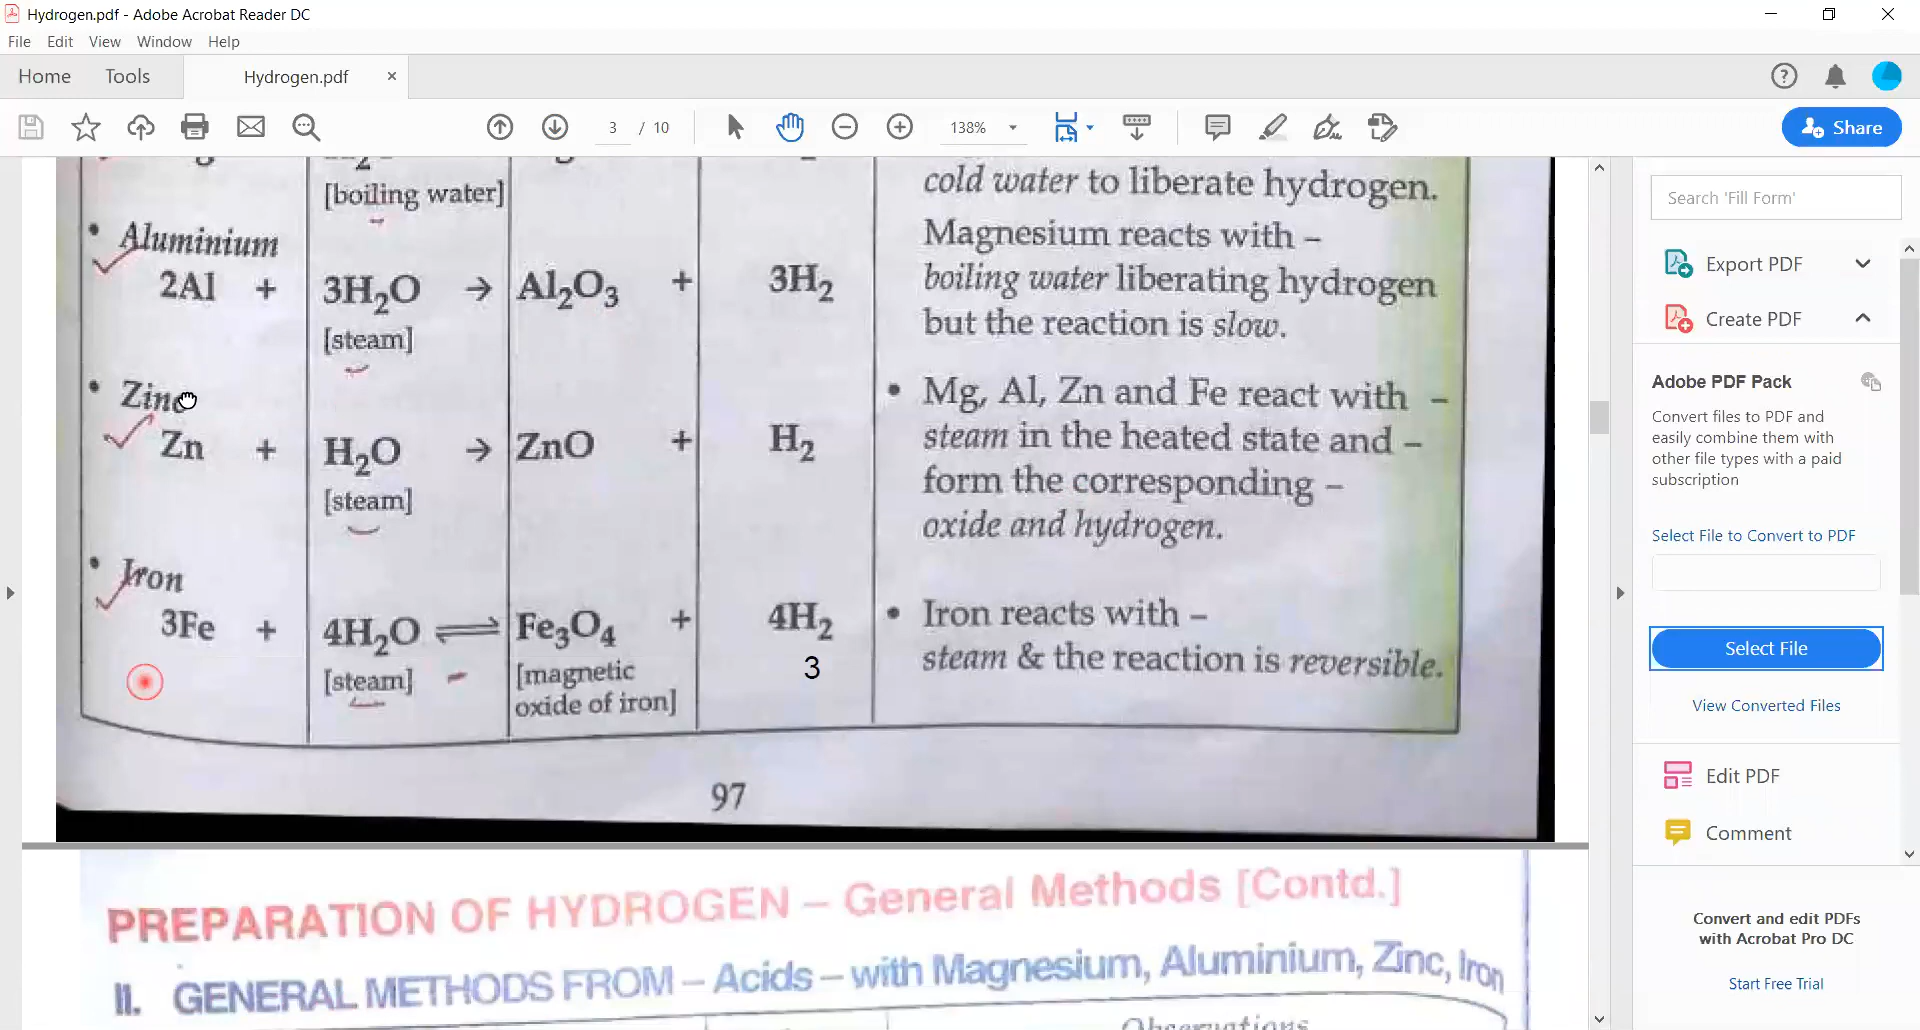 Hydrogen.pdf - Adobe Acrobat Reader DC
File Edit View Window Help
Home Tools Hydrogen.pdf ×
3 / 10 138% Share
[boiling water]
• Aluminium
2Al + 3H₂O → Al₂O₃ + 3H₂
[steam]
• Zinc
Zn + H₂O → ZnO + H₂
[steam]
• Iron
3Fe + 4H₂O ⇌ Fe₃O₄ + 4H₂
[steam] [magnetic
oxide of iron]
3
cold water to liberate hydrogen.
Magnesium reacts with –
boiling water liberating hydrogen
but the reaction is slow.
• Mg, Al, Zn and Fe react with –
steam in the heated state and –
form the corresponding –
oxide and hydrogen.
• Iron reacts with –
steam & the reaction is reversible.
97
PREPARATION OF HYDROGEN – General Methods [Contd.]
II. GENERAL METHODS FROM – Acids – with Magnesium, Aluminium, Zinc, Iron
Observations
Search 'Fill Form'
Export PDF
Create PDF
Adobe PDF Pack
Convert files to PDF and
easily combine them with
other file types with a paid
subscription
Select File to Convert to PDF
Select File
View Converted Files
Edit PDF
Comment
Convert and edit PDFs
with Acrobat Pro DC
Start Free Trial